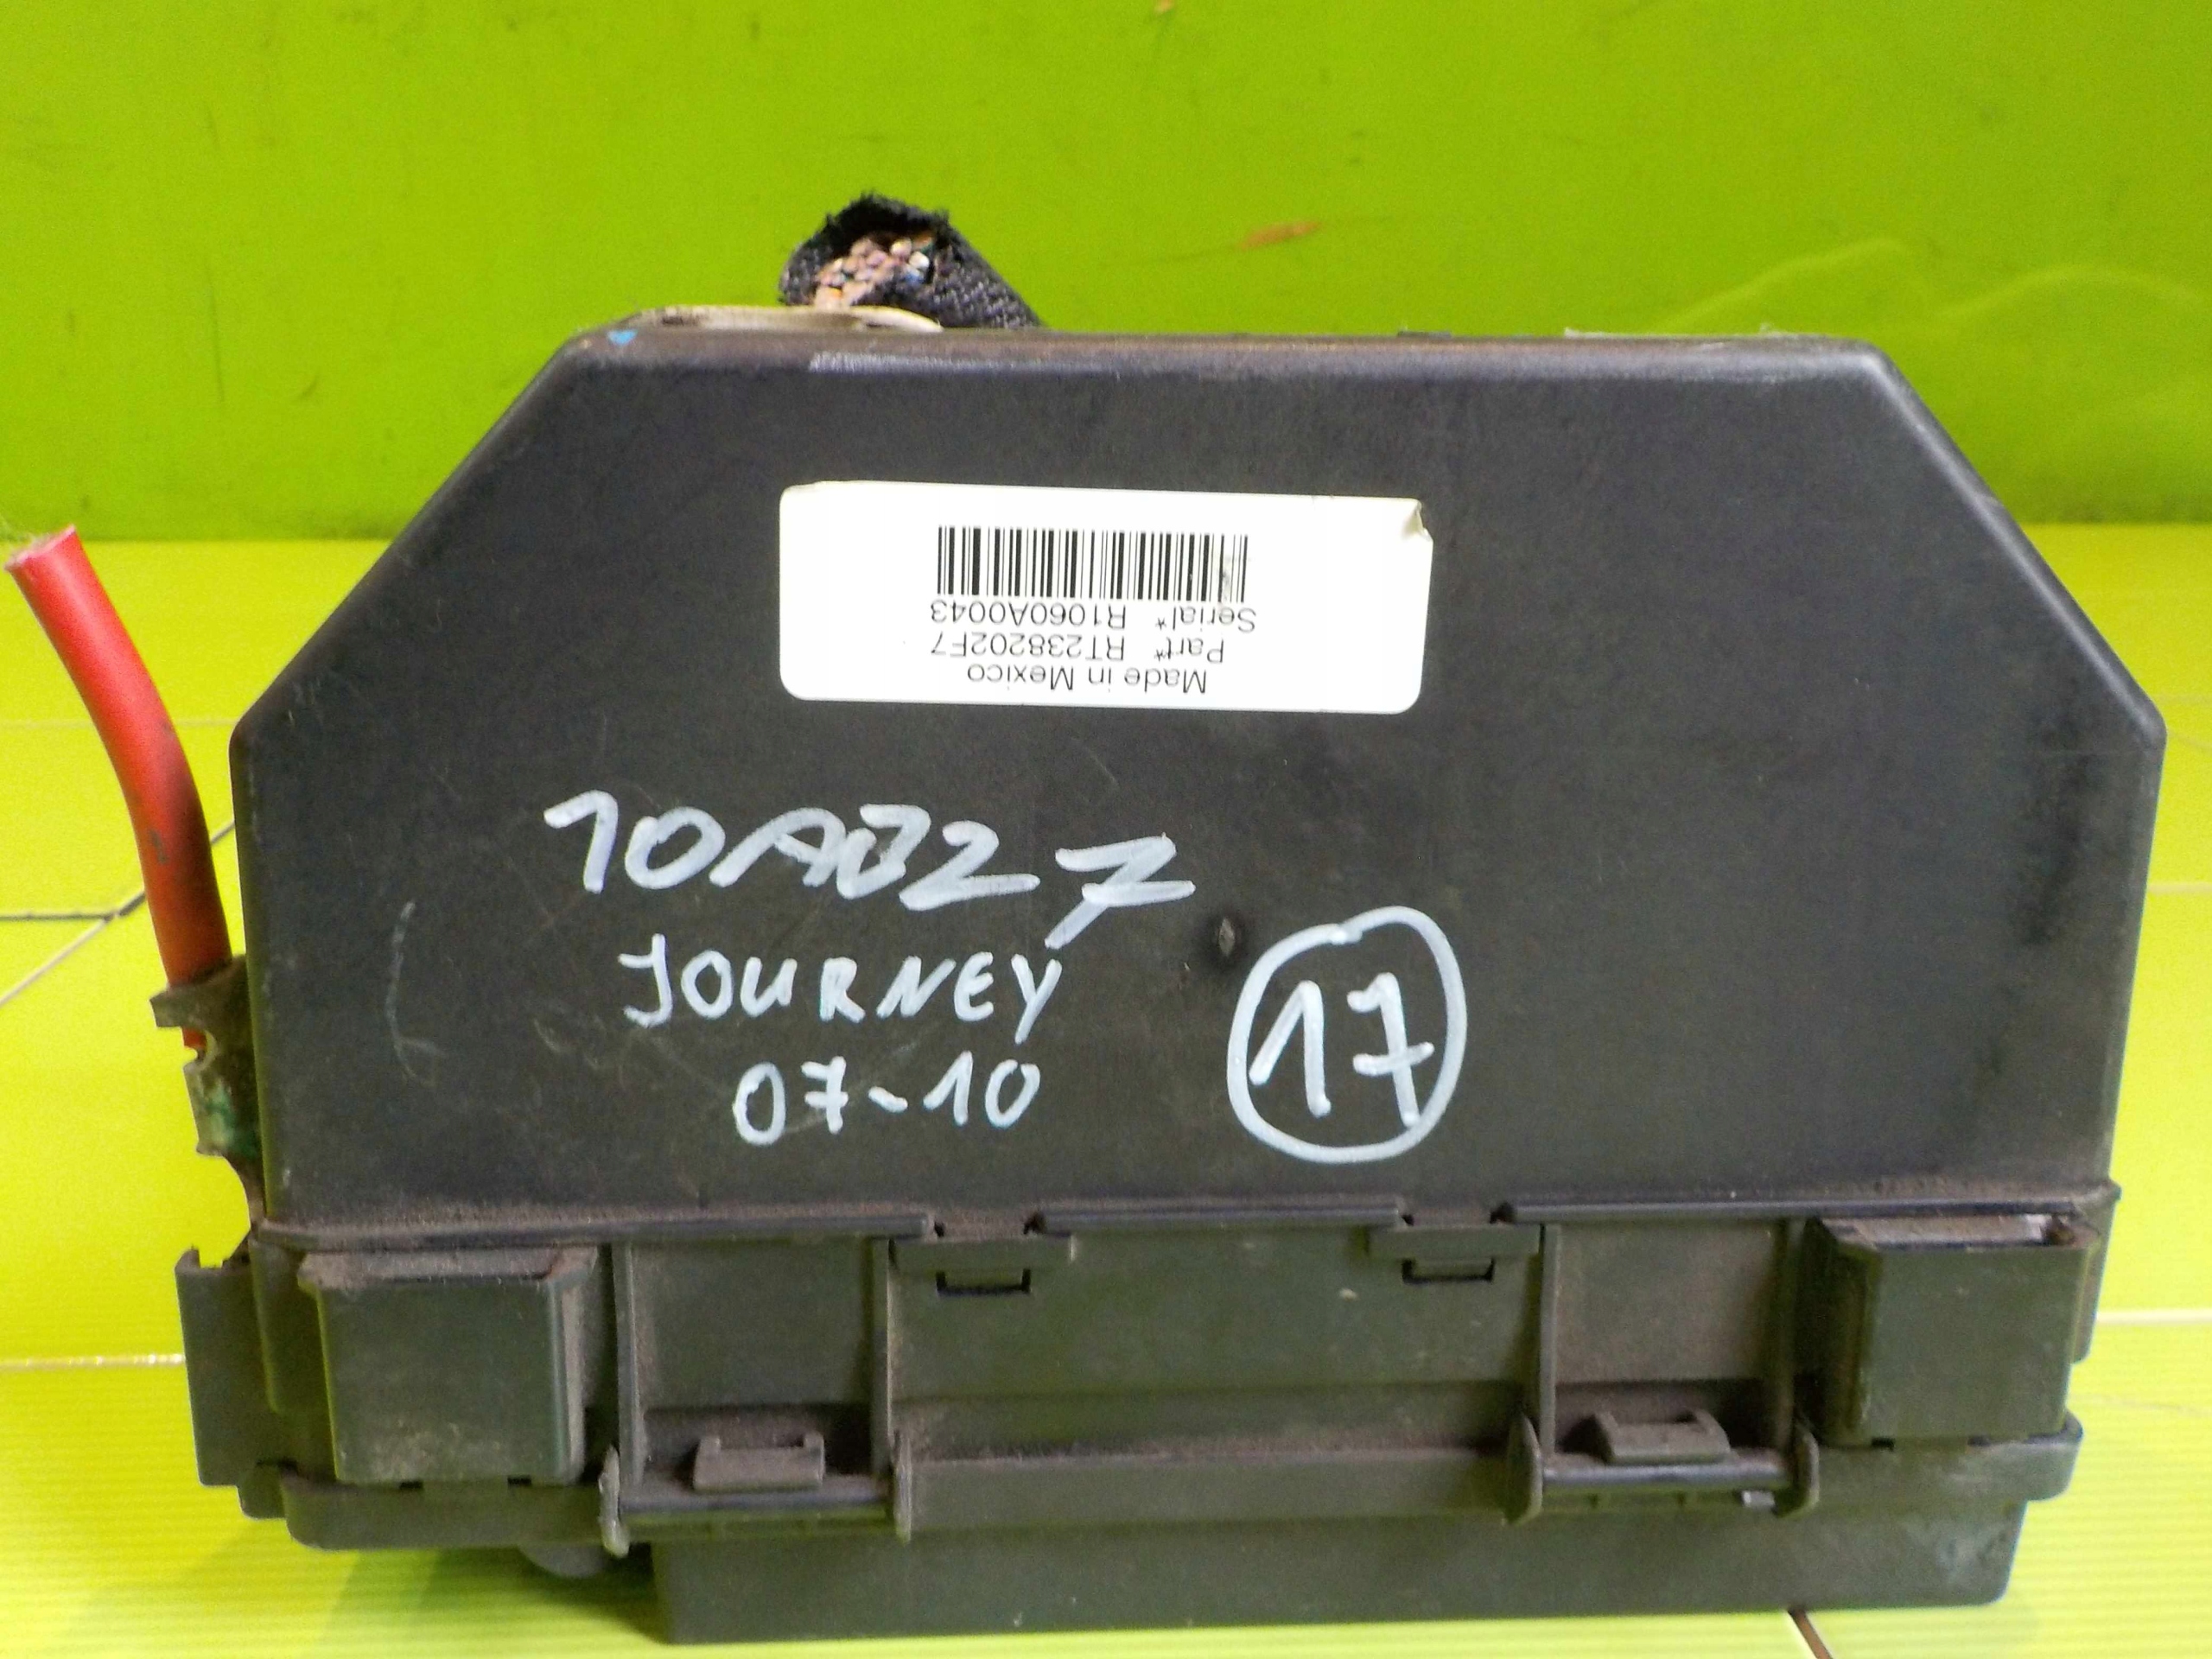 Made in Mexico
Part* RT238202F7
Serial* R1060A0043
JOURNEY
07-10
17